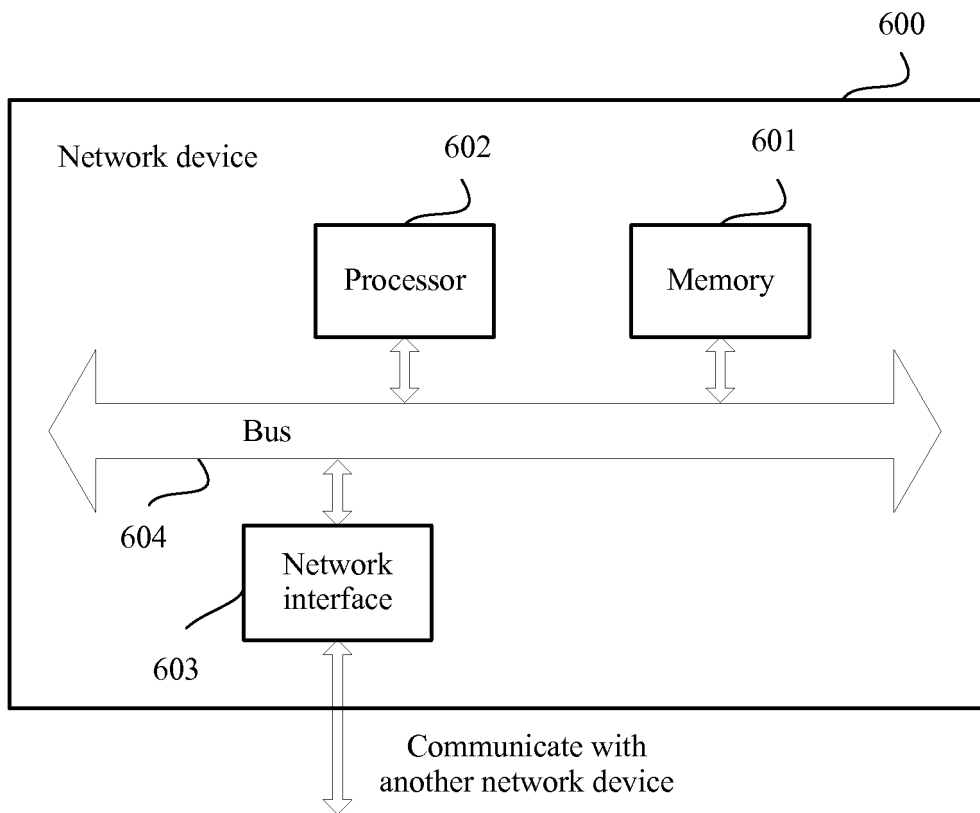 600
Network device
602
601
Processor
Memory
Bus
604
Network
interface
603
Communicate with
another network device